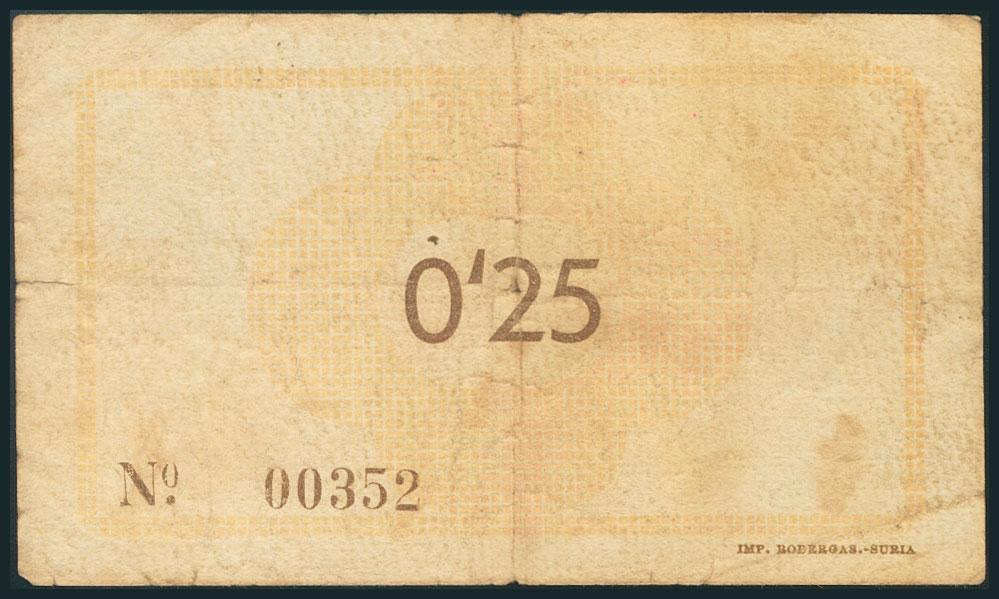 0'25
Nº 00352
IMP. RODERGAS.-SURIA